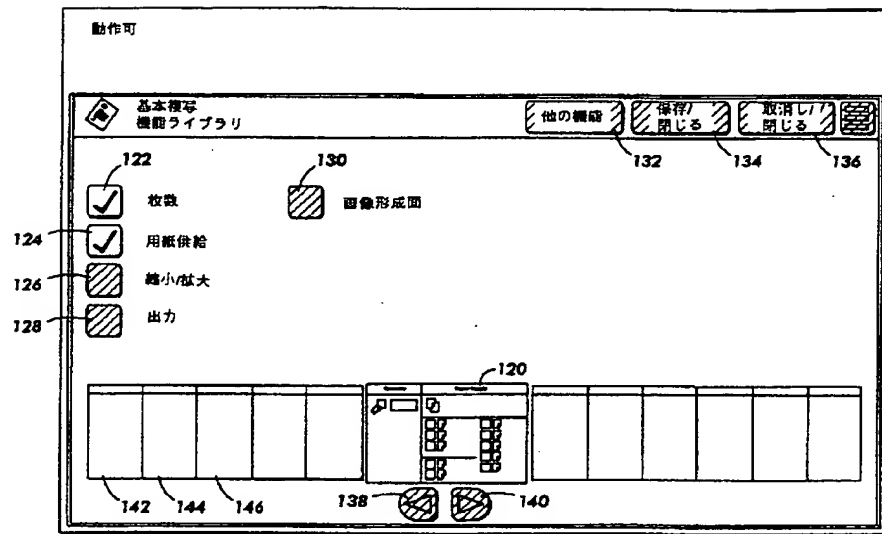 動作可
基本複写
機能ライブラリ
他の機能
保存/
閉じる
取消し/
閉じる
132
134
136
122
130
枚数
画像形成面
124
用紙供給
126
縮小/拡大
128
出力
120
142
144
146
138
140